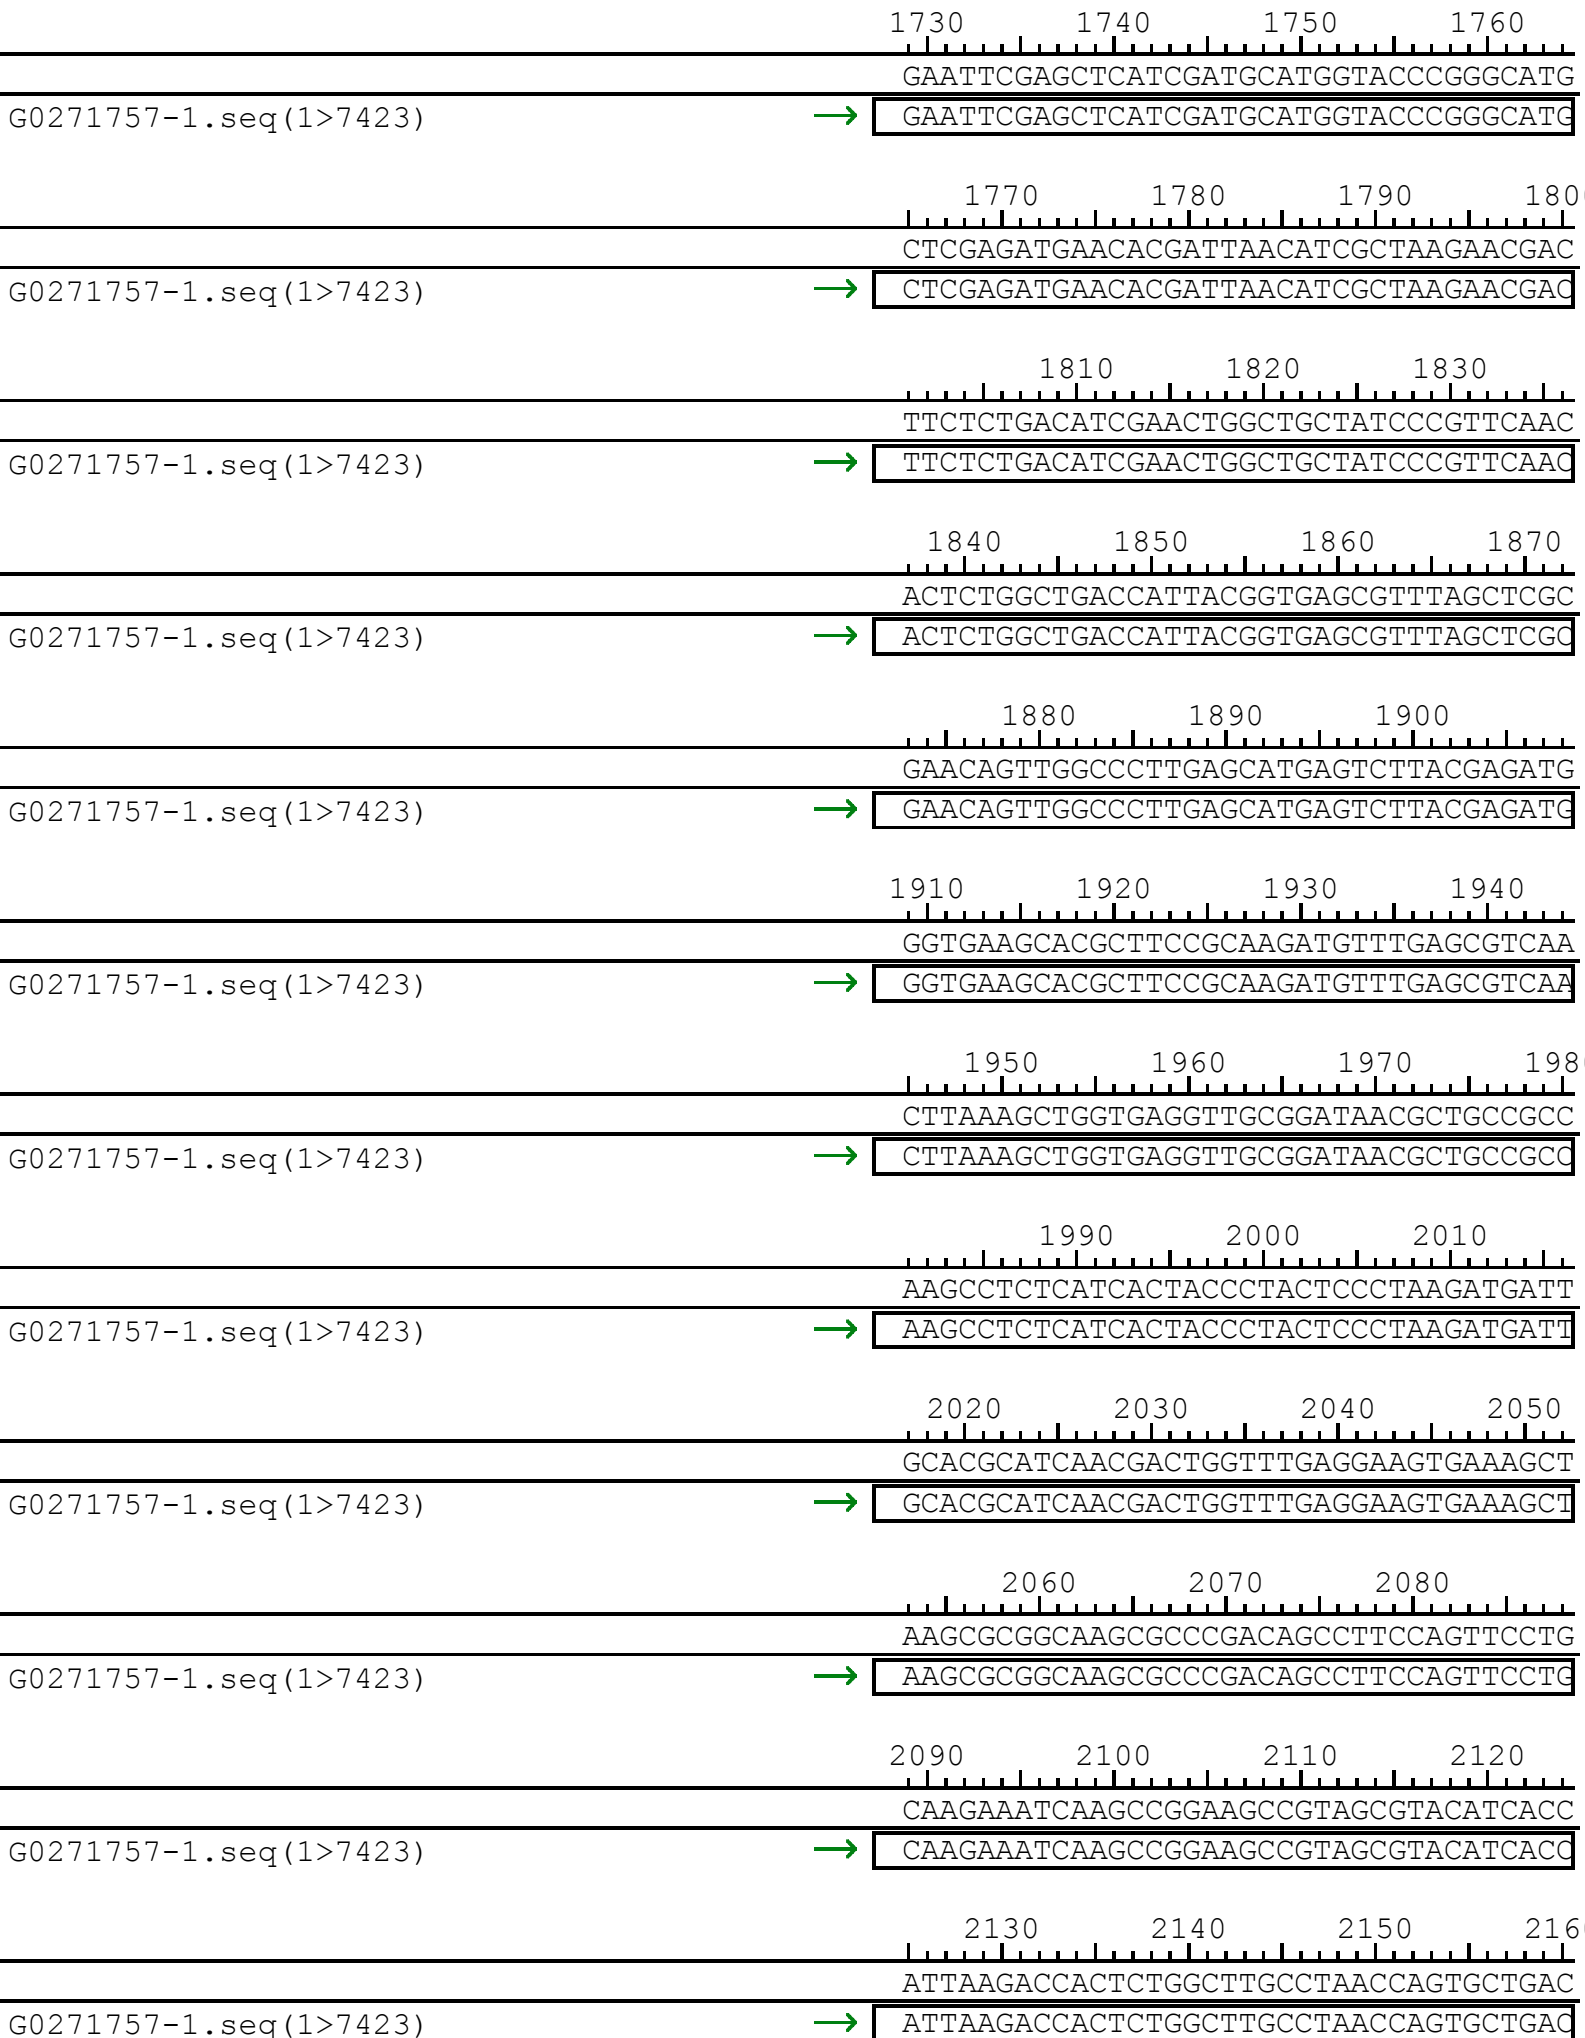 1730 1740 1750 1760
GAATTCGAGCTCATCGATGCATGGTACCCGGGCATG
G0271757-1.seq(1>7423) → GAATTCGAGCTCATCGATGCATGGTACCCGGGCATG
1770 1780 1790 180
CTCGAGATGAACACGATTAACATCGCTAAGAACGAC
G0271757-1.seq(1>7423) → CTCGAGATGAACACGATTAACATCGCTAAGAACGAC
1810 1820 1830
TTCTCTGACATCGAACTGGCTGCTATCCCGTTCAAC
G0271757-1.seq(1>7423) → TTCTCTGACATCGAACTGGCTGCTATCCCGTTCAAC
1840 1850 1860 1870
ACTCTGGCTGACCATTACGGTGAGCGTTTAGCTCGC
G0271757-1.seq(1>7423) → ACTCTGGCTGACCATTACGGTGAGCGTTTAGCTCGC
1880 1890 1900
GAACAGTTGGCCCTTGAGCATGAGTCTTACGAGATG
G0271757-1.seq(1>7423) → GAACAGTTGGCCCTTGAGCATGAGTCTTACGAGATG
1910 1920 1930 1940
GGTGAAGCACGCTTCCGCAAGATGTTTGAGCGTCAA
G0271757-1.seq(1>7423) → GGTGAAGCACGCTTCCGCAAGATGTTTGAGCGTCAA
1950 1960 1970 198
CTTAAAGCTGGTGAGGTTGCGGATAACGCTGCCGCC
G0271757-1.seq(1>7423) → CTTAAAGCTGGTGAGGTTGCGGATAACGCTGCCGCC
1990 2000 2010
AAGCCTCTCATCACTACCCTACTCCCTAAGATGATT
G0271757-1.seq(1>7423) → AAGCCTCTCATCACTACCCTACTCCCTAAGATGATT
2020 2030 2040 2050
GCACGCATCAACGACTGGTTTGAGGAAGTGAAAGCT
G0271757-1.seq(1>7423) → GCACGCATCAACGACTGGTTTGAGGAAGTGAAAGCT
2060 2070 2080
AAGCGCGGCAAGCGCCCGACAGCCTTCCAGTTCCTG
G0271757-1.seq(1>7423) → AAGCGCGGCAAGCGCCCGACAGCCTTCCAGTTCCTG
2090 2100 2110 2120
CAAGAAATCAAGCCGGAAGCCGTAGCGTACATCACC
G0271757-1.seq(1>7423) → CAAGAAATCAAGCCGGAAGCCGTAGCGTACATCACC
2130 2140 2150 216
ATTAAGACCACTCTGGCTTGCCTAACCAGTGCTGAC
G0271757-1.seq(1>7423) → ATTAAGACCACTCTGGCTTGCCTAACCAGTGCTGAC